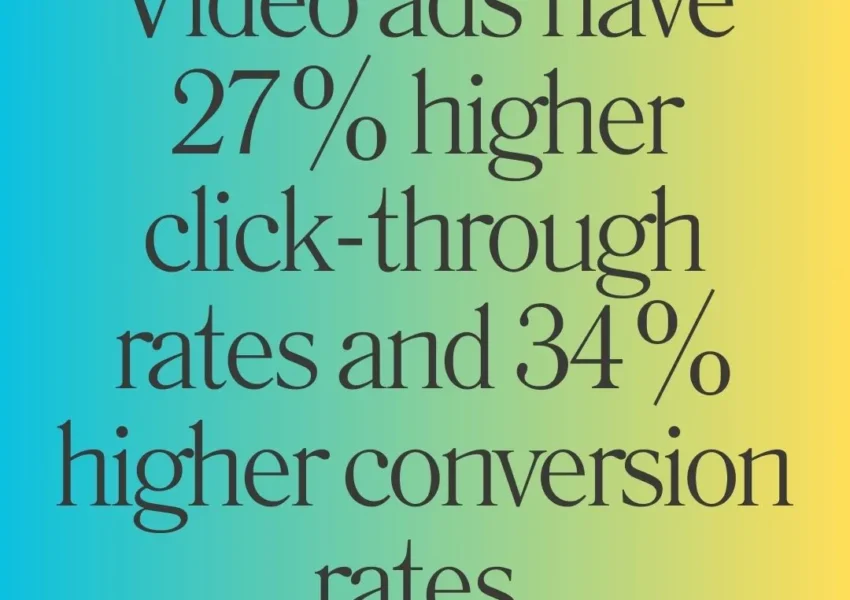 Video ads have
27% higher
click-through
rates and 34%
higher conversion
rates